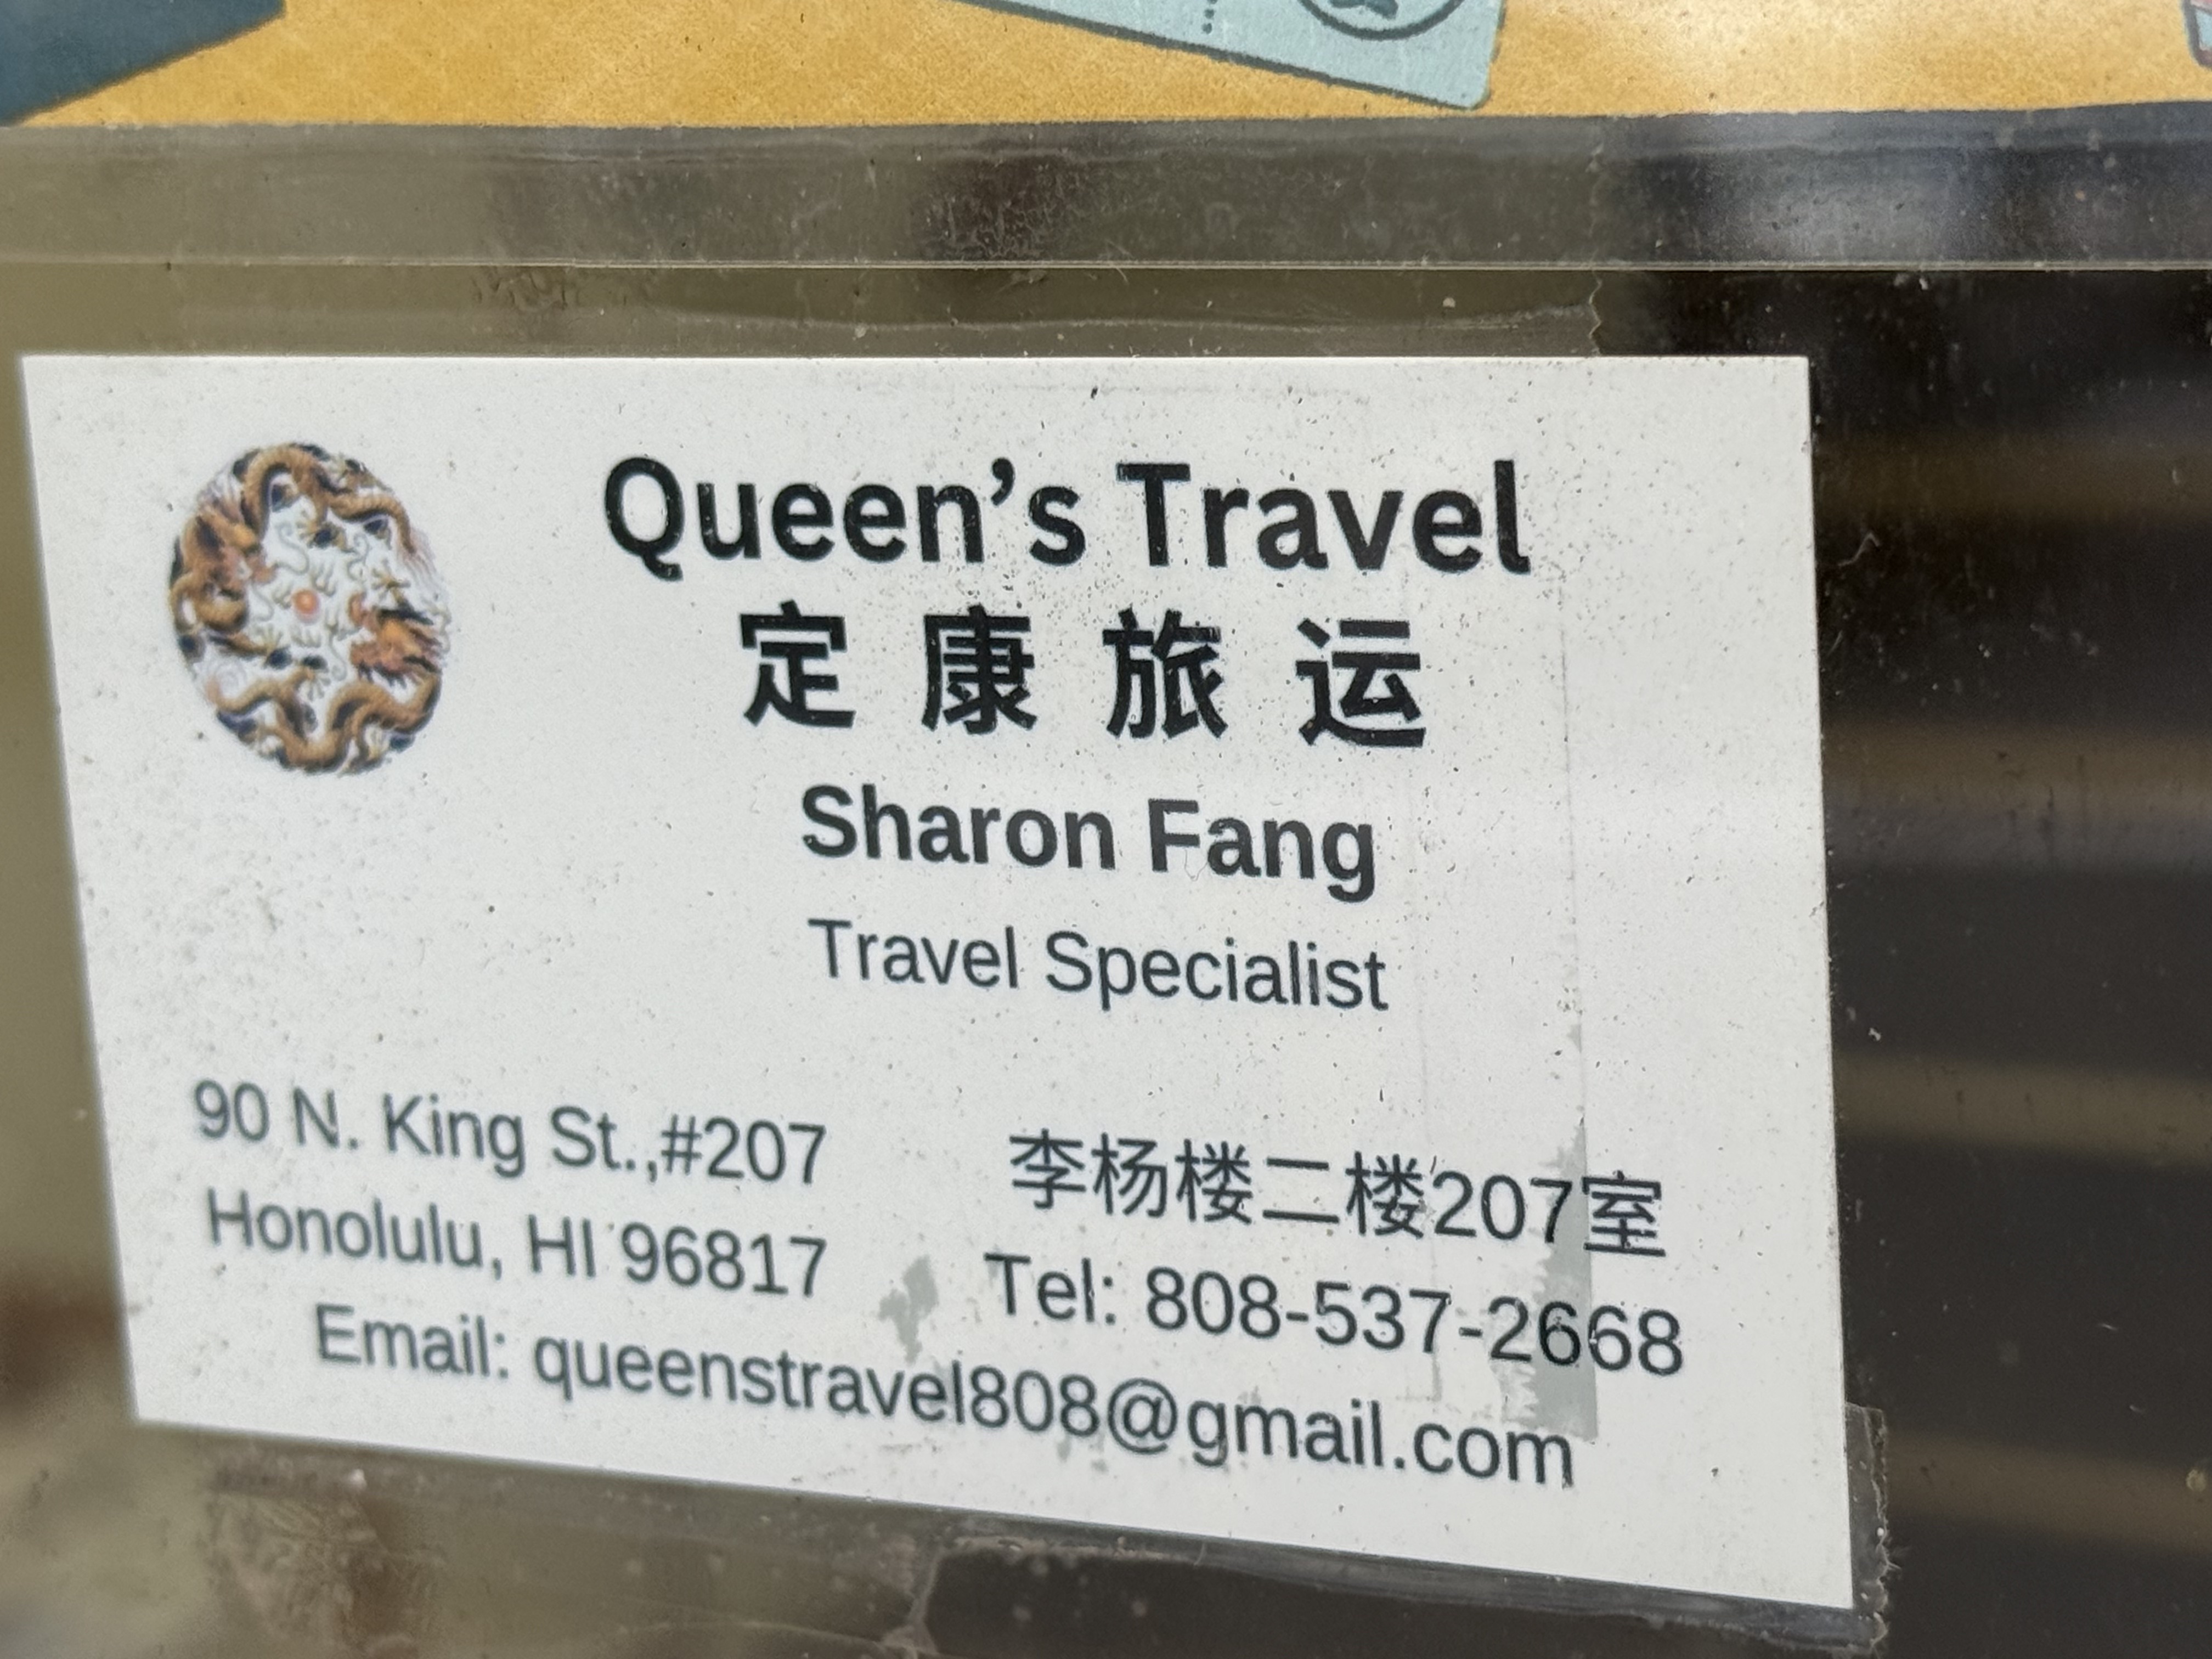 Queen’s Travel
定康旅运
Sharon Fang
Travel Specialist
90 N. King St.,#207
Honolulu, HI 96817
李杨楼二楼207室
Tel: 808-537-2668
Email: queenstravel808@gmail.com